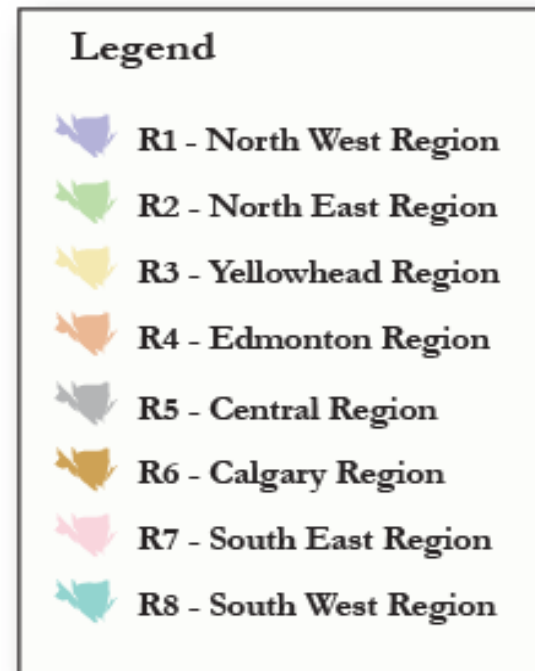 Legend
R1 - North West Region
R2 - North East Region
R3 - Yellowhead Region
R4 - Edmonton Region
R5 - Central Region
R6 - Calgary Region
R7 - South East Region
R8 - South West Region